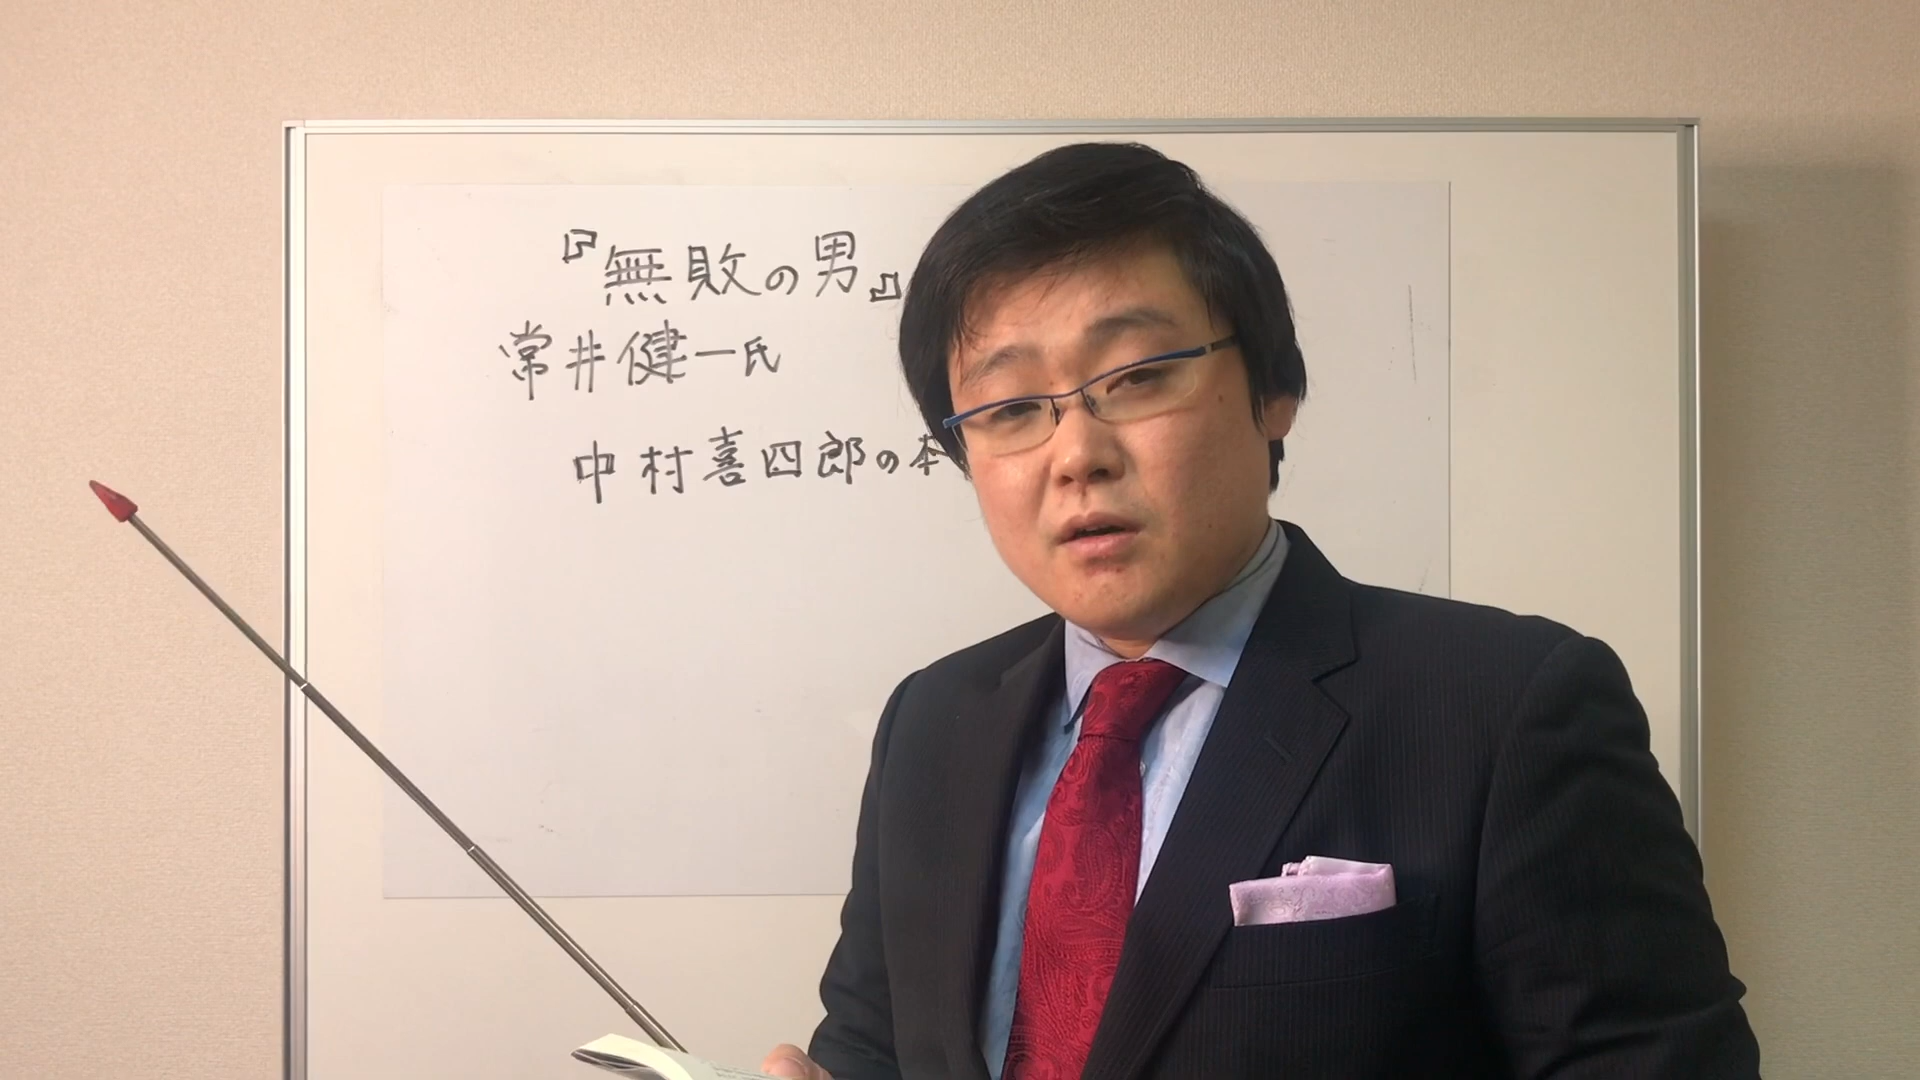 『無敗の男』
常井健一氏
中村喜四郎の本